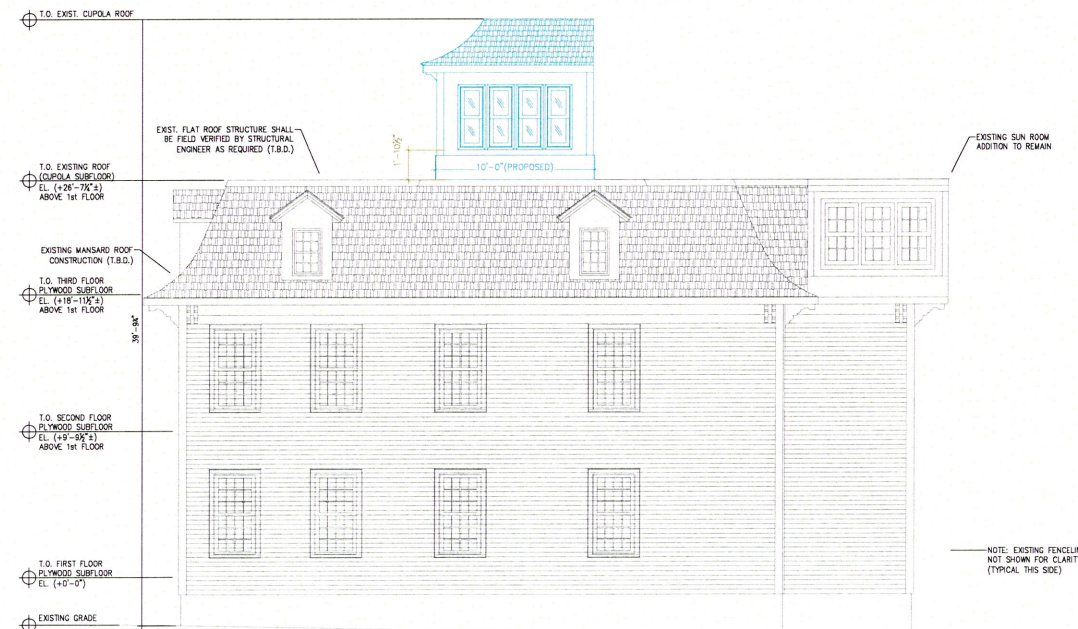 T.O. EXIST. CUPOLA ROOF
EXIST. FLAT ROOF STRUCTURE SHALL
BE FIELD VERIFIED BY STRUCTURAL
ENGINEER AS REQUIRED (T.B.D.)
1'-10½"
10'-0"(PROPOSED)
EXISTING SUN ROOM
ADDITION TO REMAIN
T.O. EXISTING ROOF
(CUPOLA SUBFLOOR)
EL. (+26'-7¼"±)
ABOVE 1st FLOOR
EXISTING MANSARD ROOF
CONSTRUCTION (T.B.D.)
T.O. THIRD FLOOR
PLYWOOD SUBFLOOR
EL. (+18'-11½"±)
ABOVE 1st FLOOR
39'-9¼"
T.O. SECOND FLOOR
PLYWOOD SUBFLOOR
EL. (+9'-9½"±)
ABOVE 1st FLOOR
T.O. FIRST FLOOR
PLYWOOD SUBFLOOR
EL. (+0'-0")
NOTE: EXISTING FENCELIN
NOT SHOWN FOR CLARIT
(TYPICAL THIS SIDE)
EXISTING GRADE